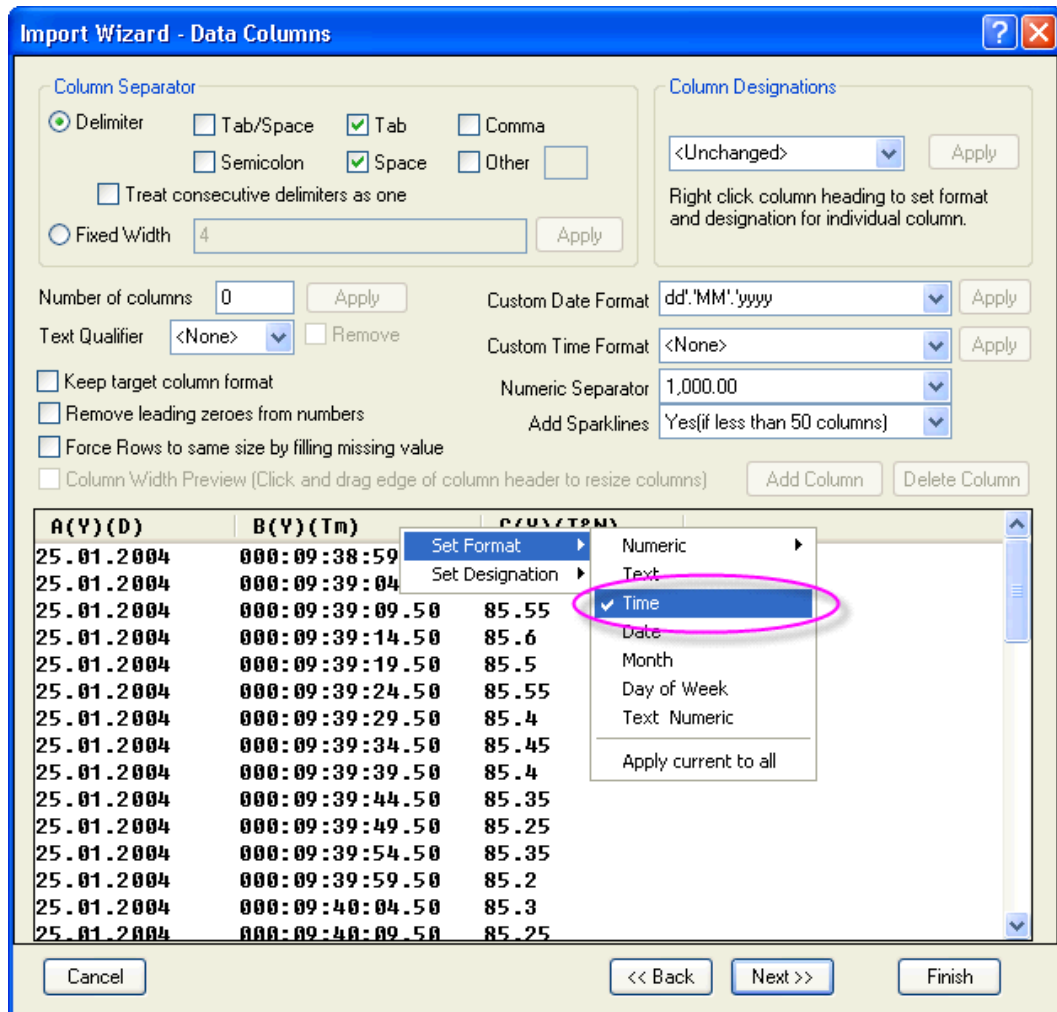 Import Wizard - Data Columns
Column Separator
Delimiter
Tab/Space
Tab
Comma
Semicolon
Space
Other
Treat consecutive delimiters as one
Fixed Width 4 Apply
Column Designations
<Unchanged> Apply
Right click column heading to set format
and designation for individual column.
Number of columns 0 Apply
Text Qualifier <None> Remove
Custom Date Format dd'.'MM'.'yyyy Apply
Custom Time Format <None> Apply
Numeric Separator 1,000.00
Add Sparklines Yes(if less than 50 columns)
Keep target column format
Remove leading zeroes from numbers
Force Rows to same size by filling missing value
Column Width Preview (Click and drag edge of column header to resize columns) Add Column Delete Column
A(Y)(D) B(Y)(Tm) C(Y)(T&N)
25.01.2004 000:09:38:59
25.01.2004 000:09:39:04
25.01.2004 000:09:39:09.50 85.55
25.01.2004 000:09:39:14.50 85.6
25.01.2004 000:09:39:19.50 85.5
25.01.2004 000:09:39:24.50 85.55
25.01.2004 000:09:39:29.50 85.4
25.01.2004 000:09:39:34.50 85.45
25.01.2004 000:09:39:39.50 85.4
25.01.2004 000:09:39:44.50 85.35
25.01.2004 000:09:39:49.50 85.25
25.01.2004 000:09:39:54.50 85.35
25.01.2004 000:09:39:59.50 85.2
25.01.2004 000:09:40:04.50 85.3
25.01.2004 000:09:40:09.50 85.25
Set Format
Set Designation
Numeric
Text
Time
Date
Month
Day of Week
Text Numeric
Apply current to all
Cancel << Back Next >> Finish